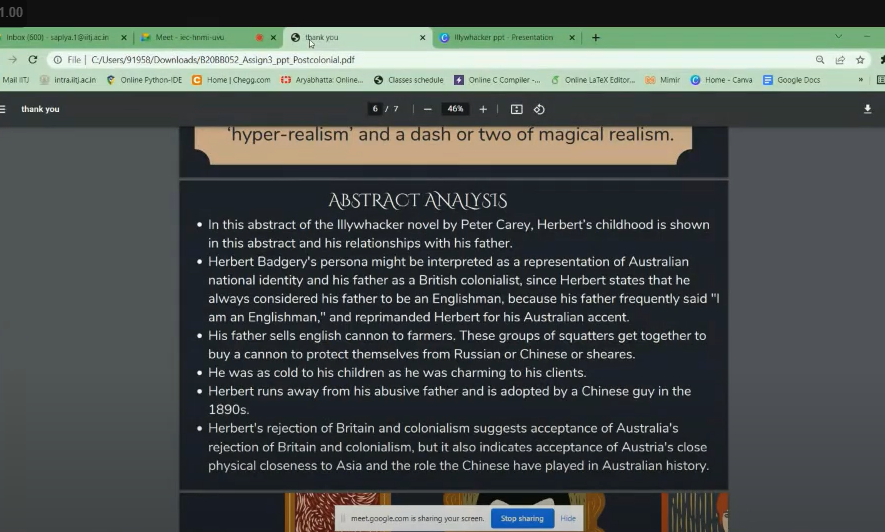 1.00
Inbox (600) - saplya.1@iitj.ac.in
Meet - iec-hnmi-uvu
thank you
Illywhacker ppt - Presentation
File | C:/Users/91958/Downloads/B20BB052_Assign3_ppt_Postcolonial.pdf
Mail IITJ intra.iitj.ac.in Online Python-IDE Home | Chegg.com Aryabhatta: Online... Classes schedule Online C Compiler -... Online LaTeX Editor... Mimir Home - Canva Google Docs »
thank you 6 / 7 46%
'hyper-realism' and a dash or two of magical realism.
ABSTRACT ANALYSIS
• In this abstract of the Illywhacker novel by Peter Carey, Herbert's childhood is shown
in this abstract and his relationships with his father.
• Herbert Badgery's persona might be interpreted as a representation of Australian
national identity and his father as a British colonialist, since Herbert states that he
always considered his father to be an Englishman, because his father frequently said "I
am an Englishman," and reprimanded Herbert for his Australian accent.
• His father sells english cannon to farmers. These groups of squatters get together to
buy a cannon to protect themselves from Russian or Chinese or sheares.
• He was as cold to his children as he was charming to his clients.
• Herbert runs away from his abusive father and is adopted by a Chinese guy in the
1890s.
• Herbert's rejection of Britain and colonialism suggests acceptance of Australia's
rejection of Britain and colonialism, but it also indicates acceptance of Austria's close
physical closeness to Asia and the role the Chinese have played in Australian history.
meet.google.com is sharing your screen. Stop sharing Hide